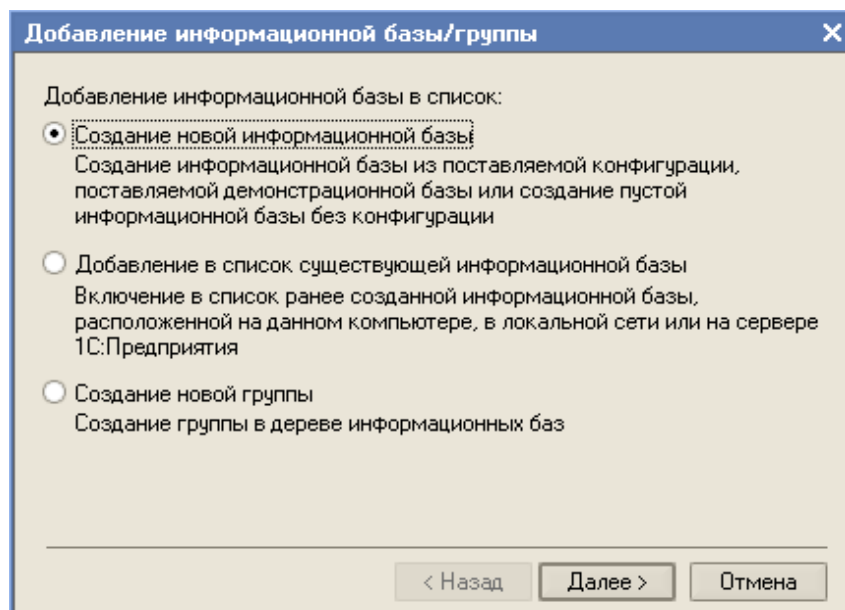 Добавление информационной базы/группы
Добавление информационной базы в список:
Создание новой информационной базы
Создание информационной базы из поставляемой конфигурации,
поставляемой демонстрационной базы или создание пустой
информационной базы без конфигурации
Добавление в список существующей информационной базы
Включение в список ранее созданной информационной базы,
расположенной на данном компьютере, в локальной сети или на сервере
1С:Предприятия
Создание новой группы
Создание группы в дереве информационных баз
< Назад Далее > Отмена